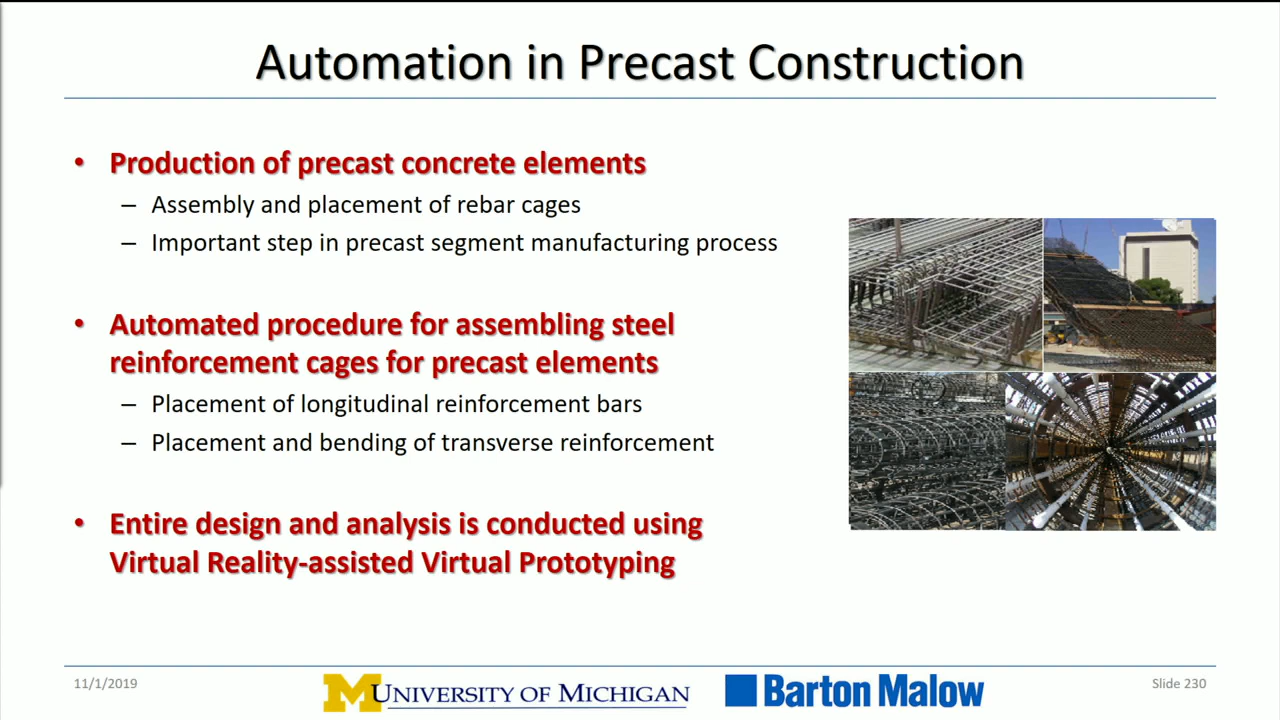 Automation in Precast Construction
• Production of precast concrete elements
– Assembly and placement of rebar cages
– Important step in precast segment manufacturing process
• Automated procedure for assembling steel
reinforcement cages for precast elements
– Placement of longitudinal reinforcement bars
– Placement and bending of transverse reinforcement
• Entire design and analysis is conducted using
Virtual Reality-assisted Virtual Prototyping
11/1/2019
M UNIVERSITY OF MICHIGAN
Barton Malow
Slide 230